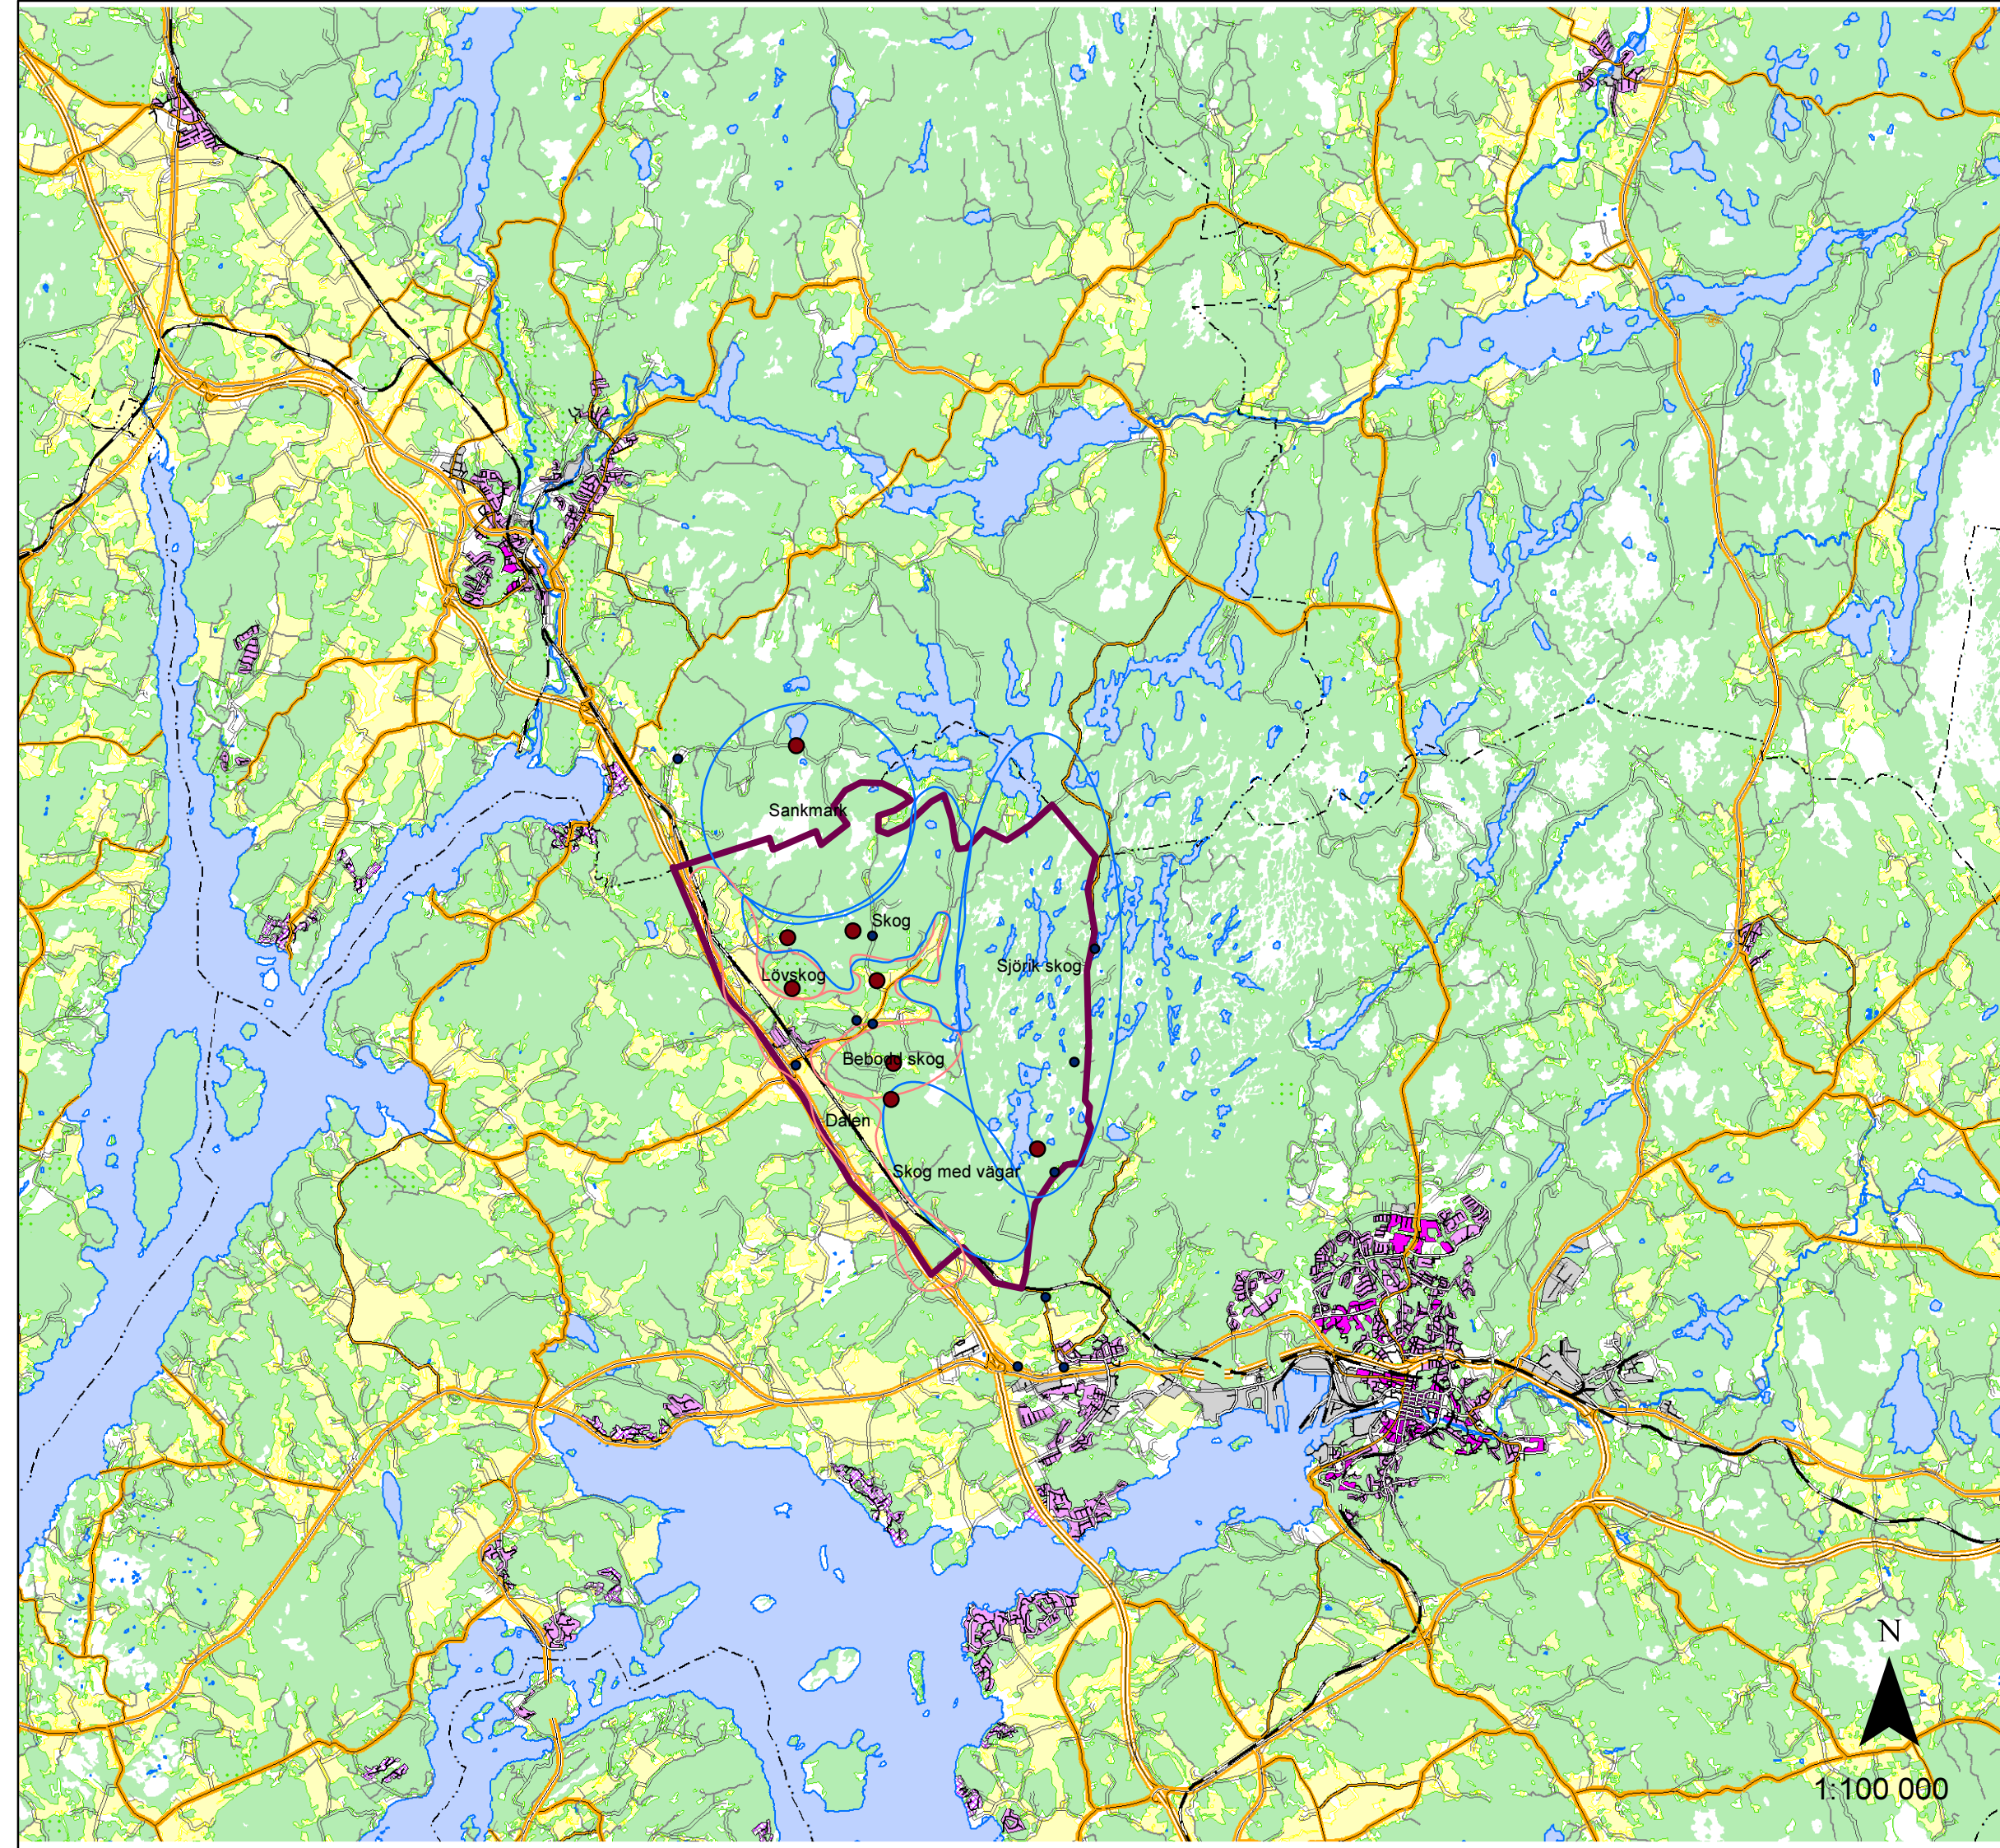 Sankmark
Skog
Sjörik skog
Lövskog
Bebodd skog
Dalen
Skog med vägar
N
1:100 000